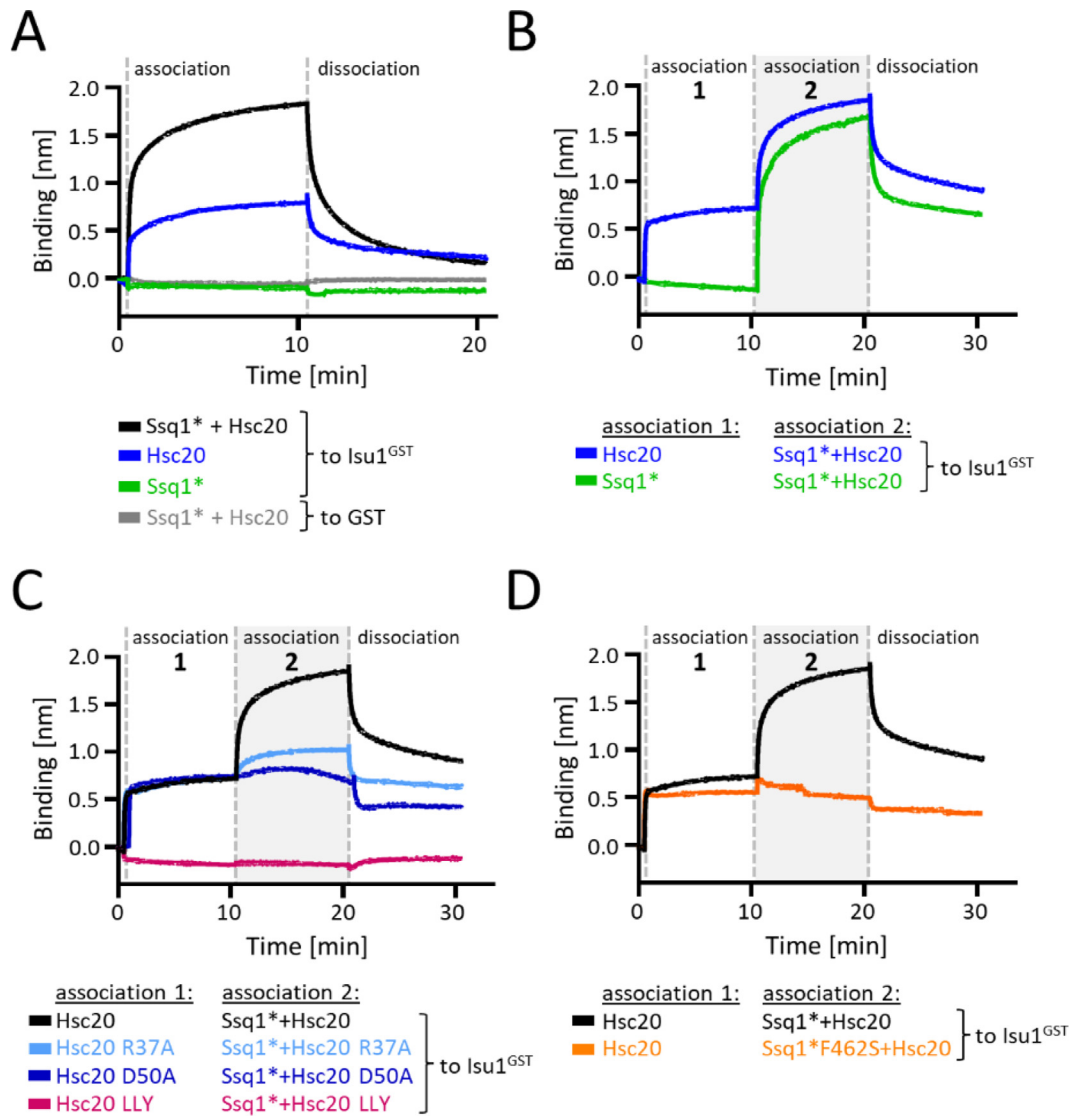 A
association dissociation
2.0
1.5
1.0
0.5
0.0
Binding [nm]
0 10 20
Time [min]
Ssq1* + Hsc20
Hsc20
Ssq1*
to Isu1GST
Ssq1* + Hsc20
to GST
B
association association dissociation
1 2
2.0
1.5
1.0
0.5
0.0
Binding [nm]
0 10 20 30
Time [min]
association 1: association 2:
Hsc20 Ssq1*+Hsc20
Ssq1* Ssq1*+Hsc20
to Isu1GST
C
association association dissociation
1 2
2.0
1.5
1.0
0.5
0.0
Binding [nm]
0 10 20 30
Time [min]
association 1: association 2:
Hsc20 Ssq1*+Hsc20
Hsc20 R37A Ssq1*+Hsc20 R37A
Hsc20 D50A Ssq1*+Hsc20 D50A
Hsc20 LLY Ssq1*+Hsc20 LLY
to Isu1GST
D
association association dissociation
1 2
2.0
1.5
1.0
0.5
0.0
Binding [nm]
0 10 20 30
Time [min]
association 1: association 2:
Hsc20 Ssq1*+Hsc20
Hsc20 Ssq1*F462S+Hsc20
to Isu1GST